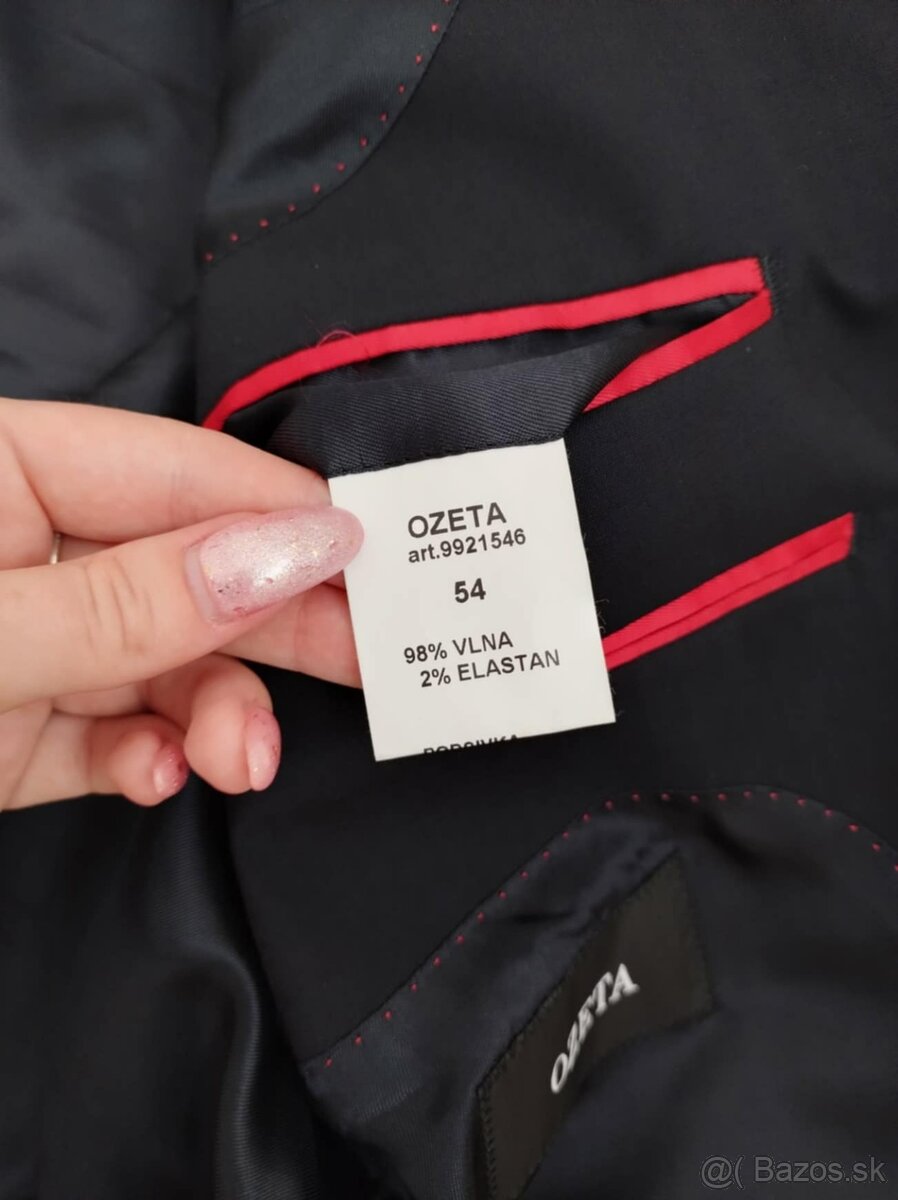 OZETA
art.9921546
54
98% VLNA
2% ELASTAN
OZETA
@( Bazos.sk